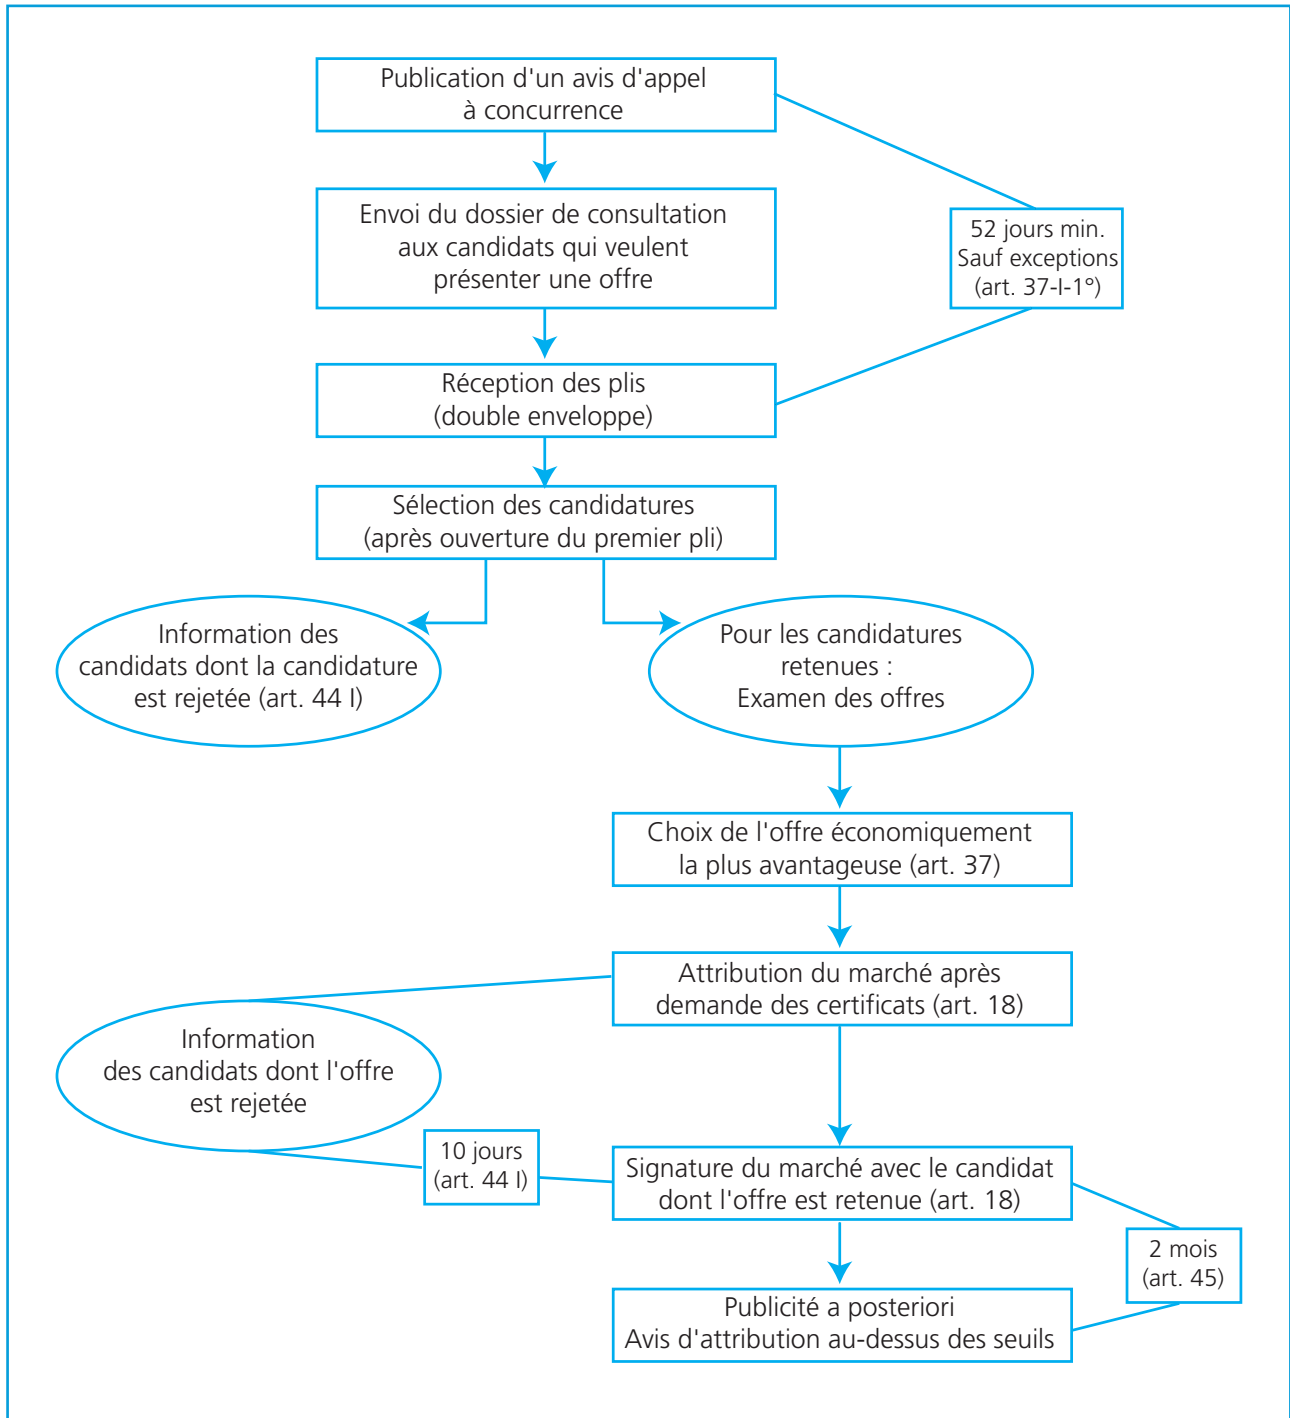 Publication d'un avis d'appel
à concurrence
Envoi du dossier de consultation
aux candidats qui veulent
présenter une offre
52 jours min.
Sauf exceptions
(art. 37-I-1°)
Réception des plis
(double enveloppe)
Sélection des candidatures
(après ouverture du premier pli)
Information des
candidats dont la candidature
est rejetée (art. 44 I)
Pour les candidatures
retenues :
Examen des offres
Choix de l'offre économiquement
la plus avantageuse (art. 37)
Attribution du marché après
demande des certificats (art. 18)
Information
des candidats dont l'offre
est rejetée
10 jours
(art. 44 I)
Signature du marché avec le candidat
dont l'offre est retenue (art. 18)
2 mois
(art. 45)
Publicité a posteriori
Avis d'attribution au-dessus des seuils